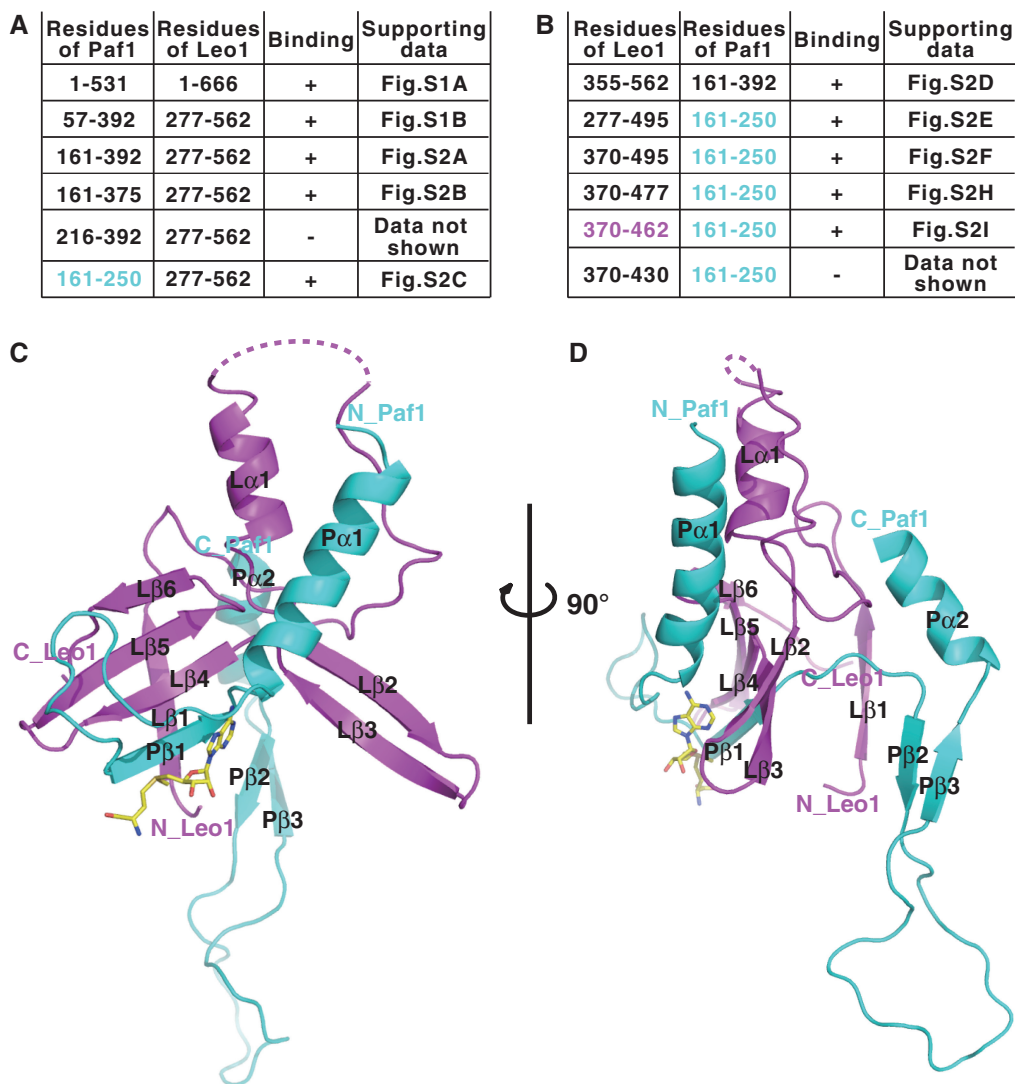 A
Residues of Paf1 Residues of Leo1 Binding Supporting data
1-531 1-666 + Fig.S1A
57-392 277-562 + Fig.S1B
161-392 277-562 + Fig.S2A
161-375 277-562 + Fig.S2B
216-392 277-562 - Data not shown
161-250 277-562 + Fig.S2C
B
Residues of Leo1 Residues of Paf1 Binding Supporting data
355-562 161-392 + Fig.S2D
277-495 161-250 + Fig.S2E
370-495 161-250 + Fig.S2F
370-477 161-250 + Fig.S2H
370-462 161-250 + Fig.S2I
370-430 161-250 - Data not shown
C
N_Paf1
Lα1
Pα1
C_Paf1
Pα2
Lβ6
Lβ5
C_Leo1
Lβ4
Lβ2
Lβ1
Lβ3
Pβ1
Pβ2
N_Leo1
Pβ3
90°
D
N_Paf1
Lα1
C_Paf1
Pα1
Pα2
Lβ6
Lβ5
Lβ2
Lβ4
C_Leo1
Lβ1
Pβ1
Lβ3
Pβ2
Pβ3
N_Leo1